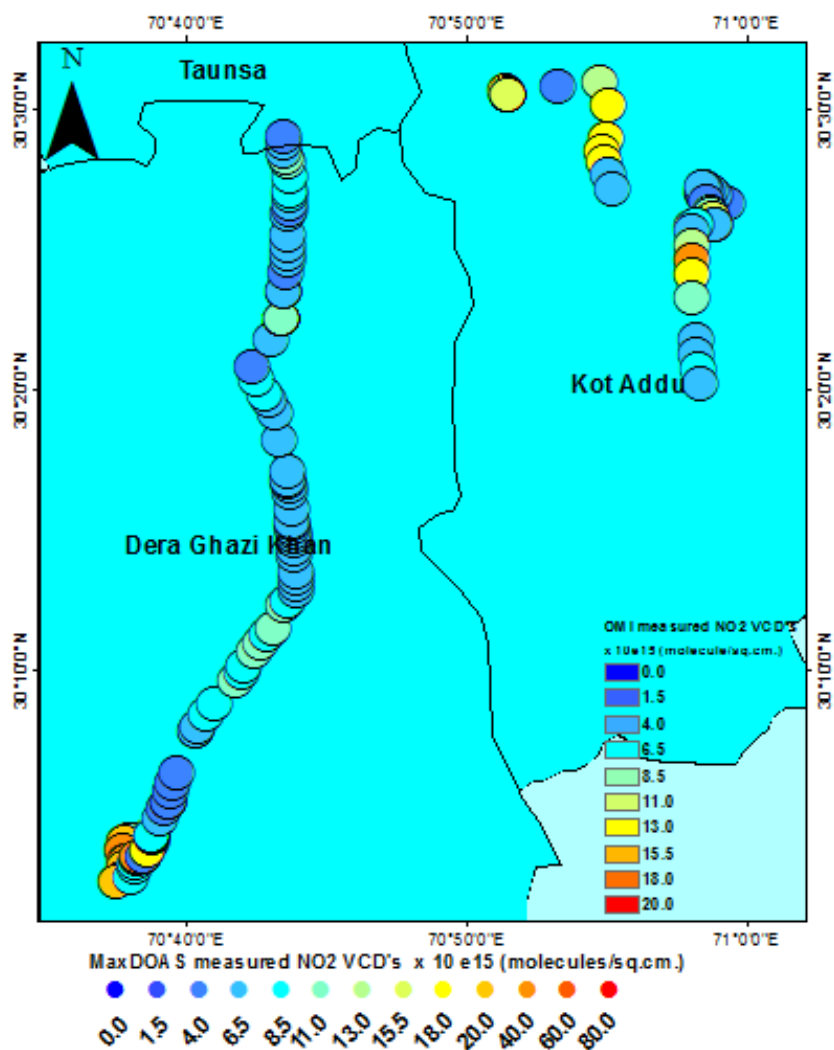 70°40'0"E 70°50'0"E 71°0'0"E
N
Taunsa
30°30'0"N 30°30'0"N
30°20'0"N 30°20'0"N
Kot Addu
Dera Ghazi Khan
OMI measured NO2 VCD's
x 10e15 (molecule/sq.cm.)
0.0
1.5
4.0
6.5
8.5
11.0
13.0
15.5
18.0
20.0
30°10'0"N 30°10'0"N
70°40'0"E 70°50'0"E 71°0'0"E
MaxDOAS measured NO2 VCD's x 10 e15 (molecules/sq.cm.)
0.0 1.5 4.0 6.5 8.5 11.0 13.0 15.5 18.0 20.0 40.0 60.0 80.0